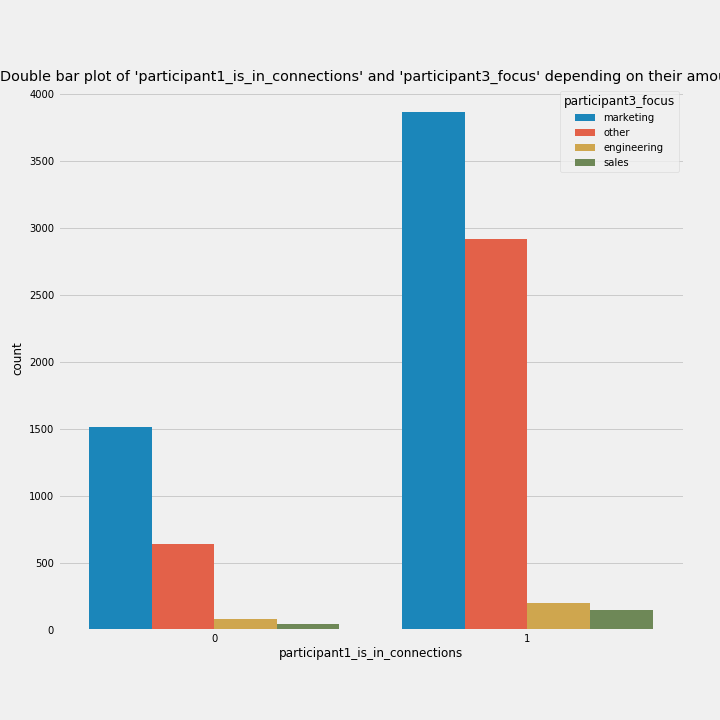 Double bar plot of 'participant1_is_in_connections' and 'participant3_focus' depending on their
4000
participant3_focus
marketing
other
engineering
sales
3500
3000
2500
2000
1500
1000
500
0
count
0
1
participant1_is_in_connections